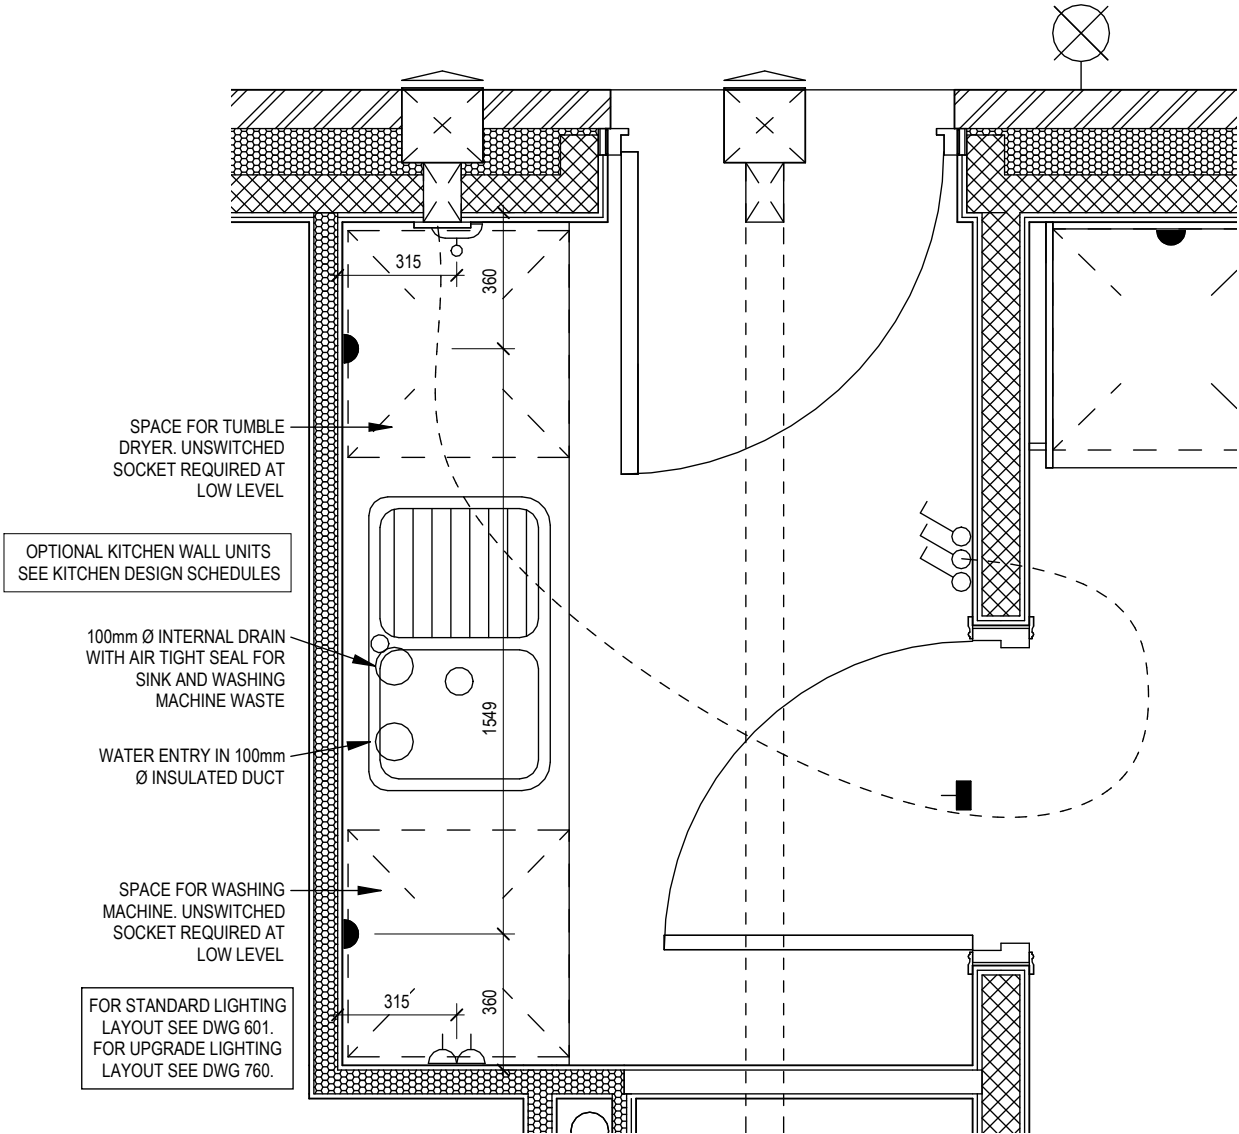 315
360
SPACE FOR TUMBLE
DRYER. UNSWITCHED
SOCKET REQUIRED AT
LOW LEVEL
OPTIONAL KITCHEN WALL UNITS
SEE KITCHEN DESIGN SCHEDULES
100mm Ø INTERNAL DRAIN
WITH AIR TIGHT SEAL FOR
SINK AND WASHING
MACHINE WASTE
1549
WATER ENTRY IN 100mm
Ø INSULATED DUCT
SPACE FOR WASHING
MACHINE. UNSWITCHED
SOCKET REQUIRED AT
LOW LEVEL
315
360
FOR STANDARD LIGHTING
LAYOUT SEE DWG 601.
FOR UPGRADE LIGHTING
LAYOUT SEE DWG 760.